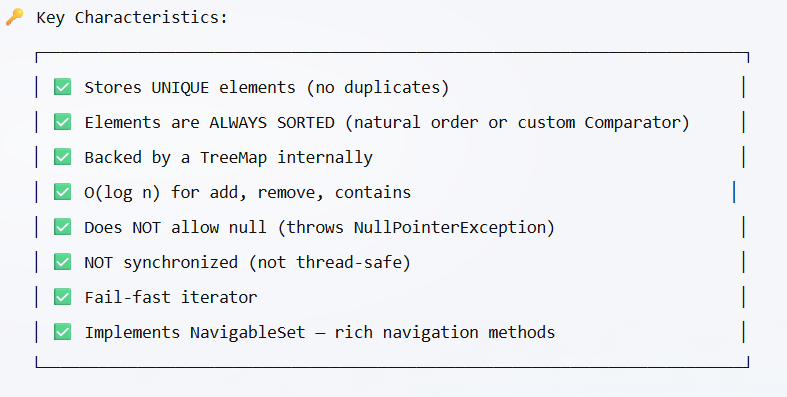 🔑 Key Characteristics:
✅ Stores UNIQUE elements (no duplicates)
✅ Elements are ALWAYS SORTED (natural order or custom Comparator)
✅ Backed by a TreeMap internally
✅ O(log n) for add, remove, contains
✅ Does NOT allow null (throws NullPointerException)
✅ NOT synchronized (not thread-safe)
✅ Fail-fast iterator
✅ Implements NavigableSet — rich navigation methods